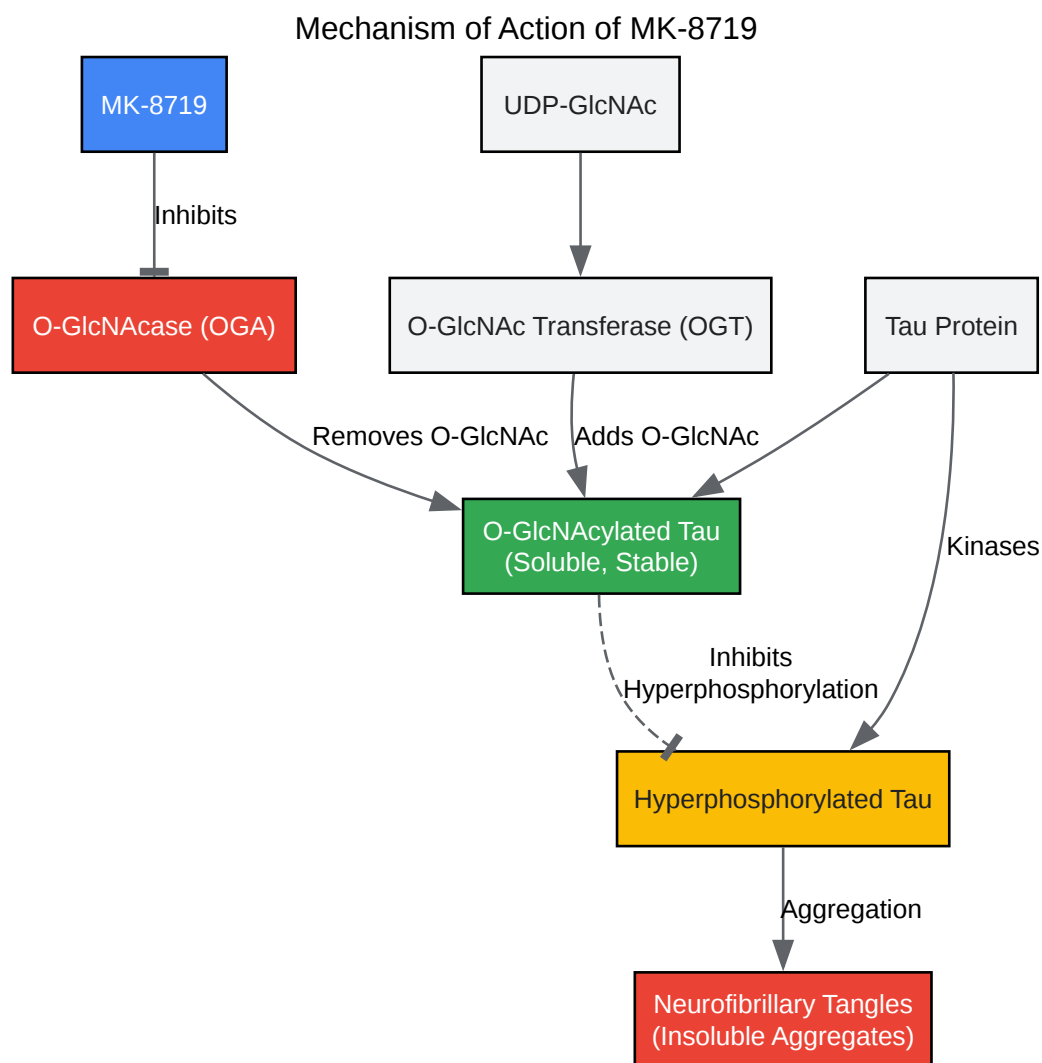 Mechanism of Action of MK-8719
MK-8719
UDP-GlcNAc
Inhibits
O-GlcNAcase (OGA)
O-GlcNAc Transferase (OGT)
Tau Protein
Removes O-GlcNAc
Adds O-GlcNAc
O-GlcNAcylated Tau
(Soluble, Stable)
Kinases
Inhibits
Hyperphosphorylation
Hyperphosphorylated Tau
Aggregation
Neurofibrillary Tangles
(Insoluble Aggregates)